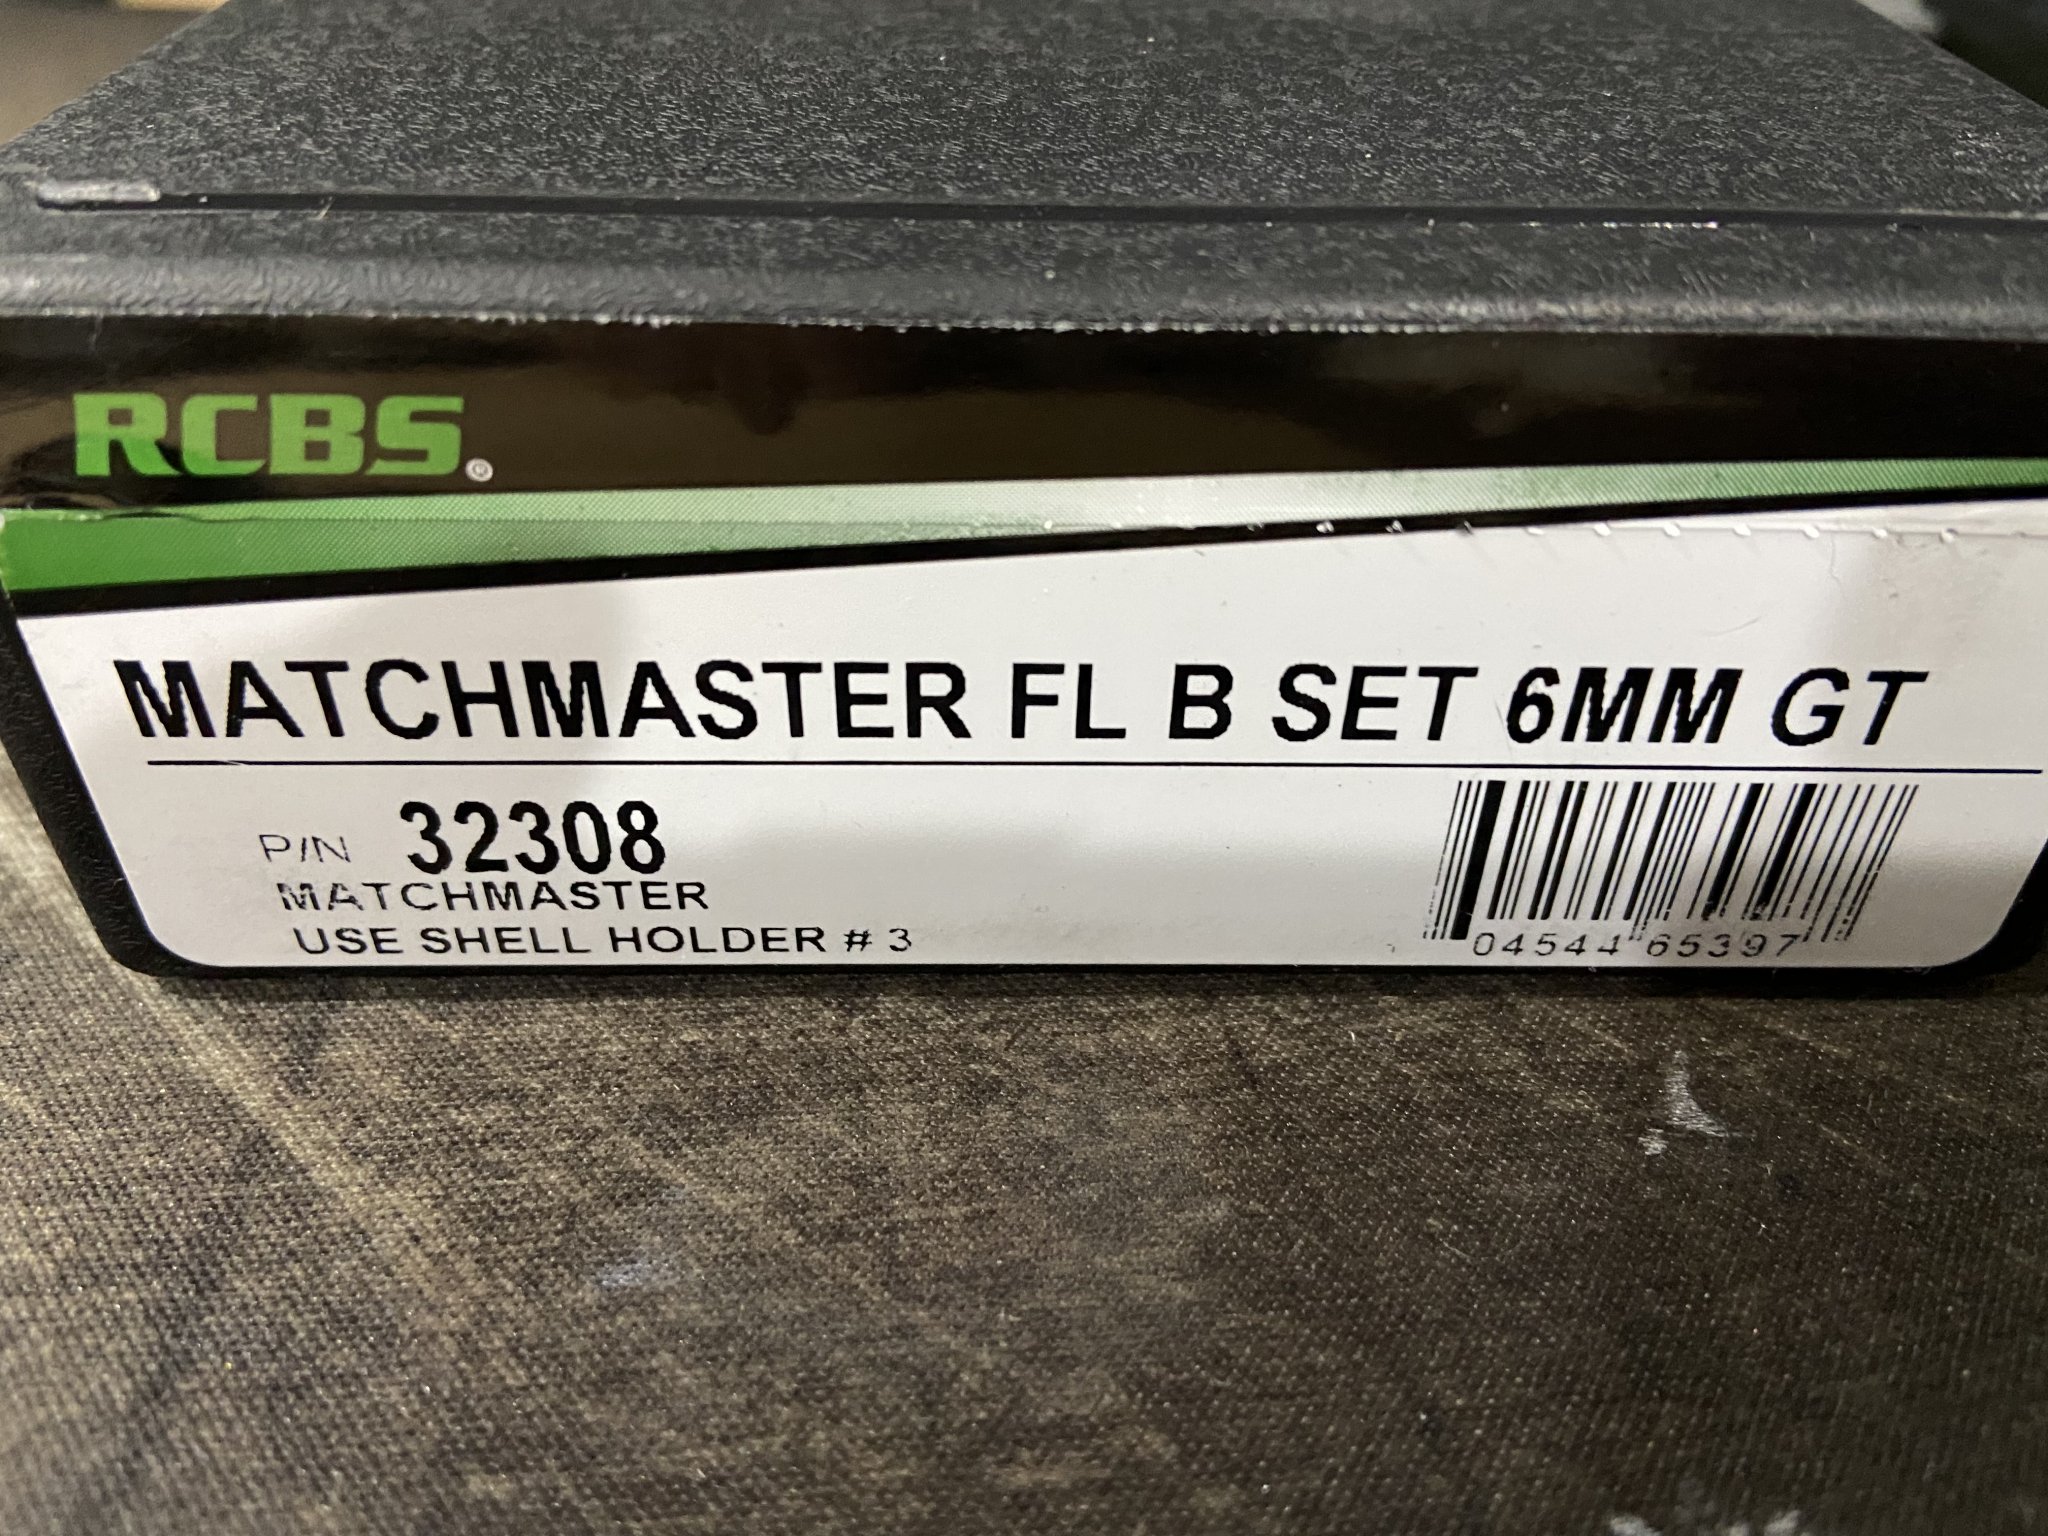 RCBS®
MATCHMASTER FL B SET 6MM GT
P/N 32308
MATCHMASTER
USE SHELL HOLDER # 3
04544 65397